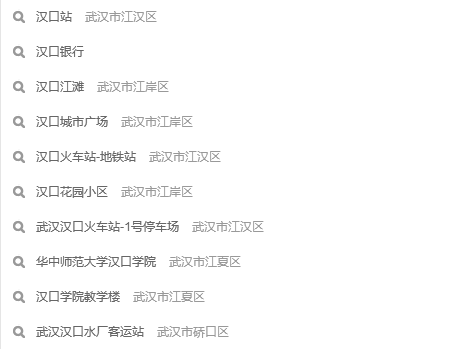 汉口站 武汉市江汉区
汉口银行
汉口江滩 武汉市江岸区
汉口城市广场 武汉市江岸区
汉口火车站-地铁站 武汉市江汉区
汉口花园小区 武汉市江岸区
武汉汉口火车站-1号停车场 武汉市江汉区
华中师范大学汉口学院 武汉市江夏区
汉口学院教学楼 武汉市江夏区
武汉汉口水厂客运站 武汉市硚口区